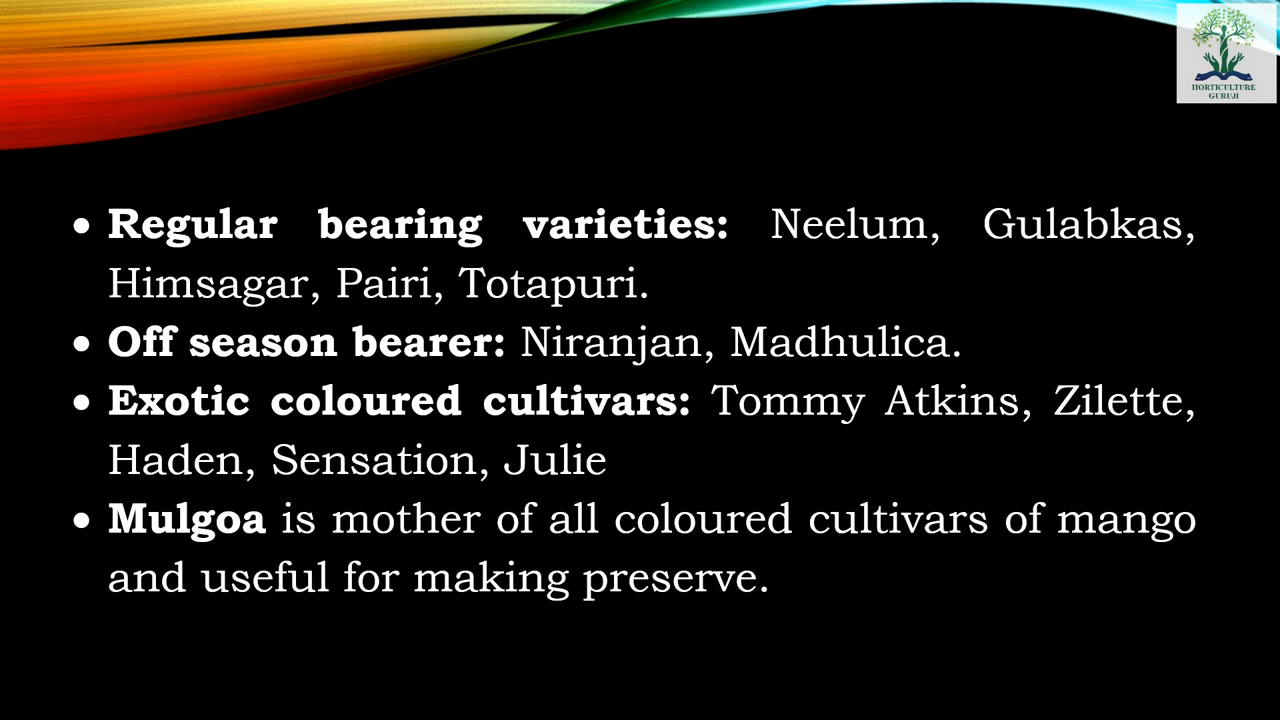 HORTICULTURE
GURUJI
• Regular bearing varieties: Neelum, Gulabkas,
Himsagar, Pairi, Totapuri.
• Off season bearer: Niranjan, Madhulica.
• Exotic coloured cultivars: Tommy Atkins, Zilette,
Haden, Sensation, Julie
• Mulgoa is mother of all coloured cultivars of mango
and useful for making preserve.